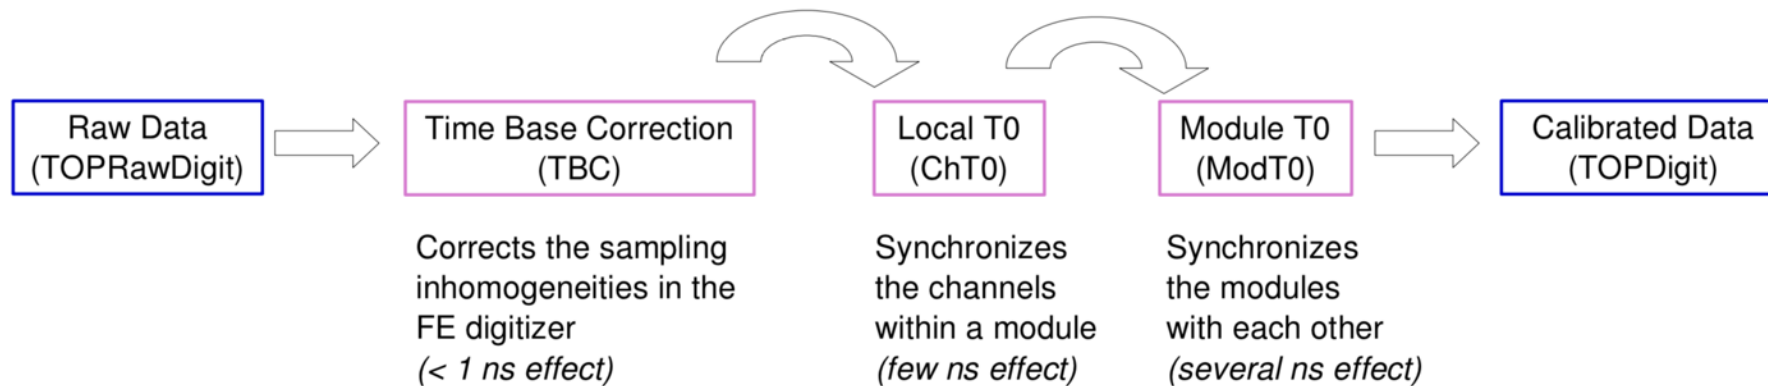 Raw Data
(TOPRawDigit)
Time Base Correction
(TBC)
Local T0
(ChT0)
Module T0
(ModT0)
Calibrated Data
(TOPDigit)
Corrects the sampling
inhomogeneities in the
FE digitizer
(< 1 ns effect)
Synchronizes
the channels
within a module
(few ns effect)
Synchronizes
the modules
with each other
(several ns effect)